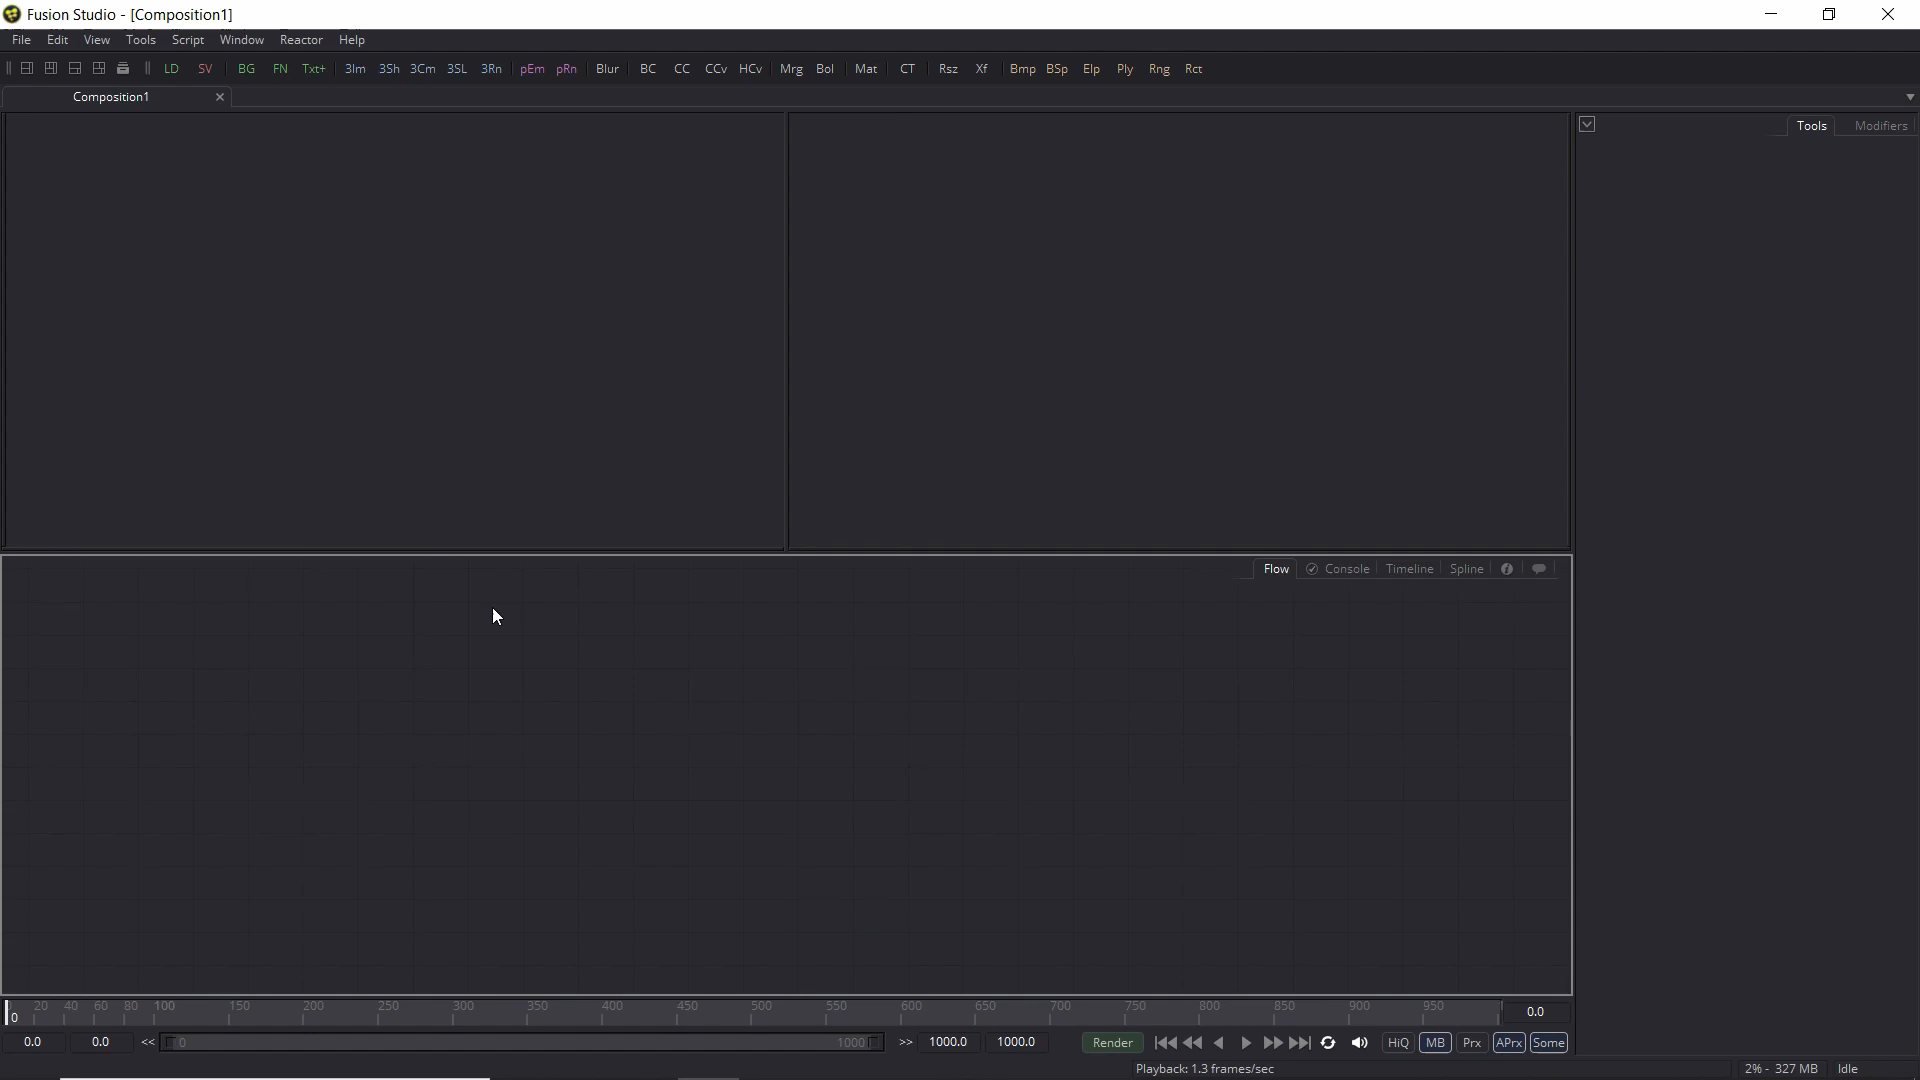 Fusion Studio - [Composition1]
File Edit View Tools Script Window Reactor Help
LD SV BG FN Txt+ 3Im 3Sh 3Cm 3SL 3Rn pEm pRn Blur BC CC CCv HCv Mrg Bol Mat CT Rsz Xf Bmp BSp Elp Ply Rng Rct
Composition1
Tools Modifiers
Flow Console Timeline Spline
0 20 40 60 80 100 150 200 250 300 350 400 450 500 550 600 650 700 750 800 850 900 950 0.0
0.0 0.0 << 0 1000 >> 1000.0 1000.0 Render HiQ MB Prx APrx Some
Playback: 1.3 frames/sec 2% - 327 MB Idle